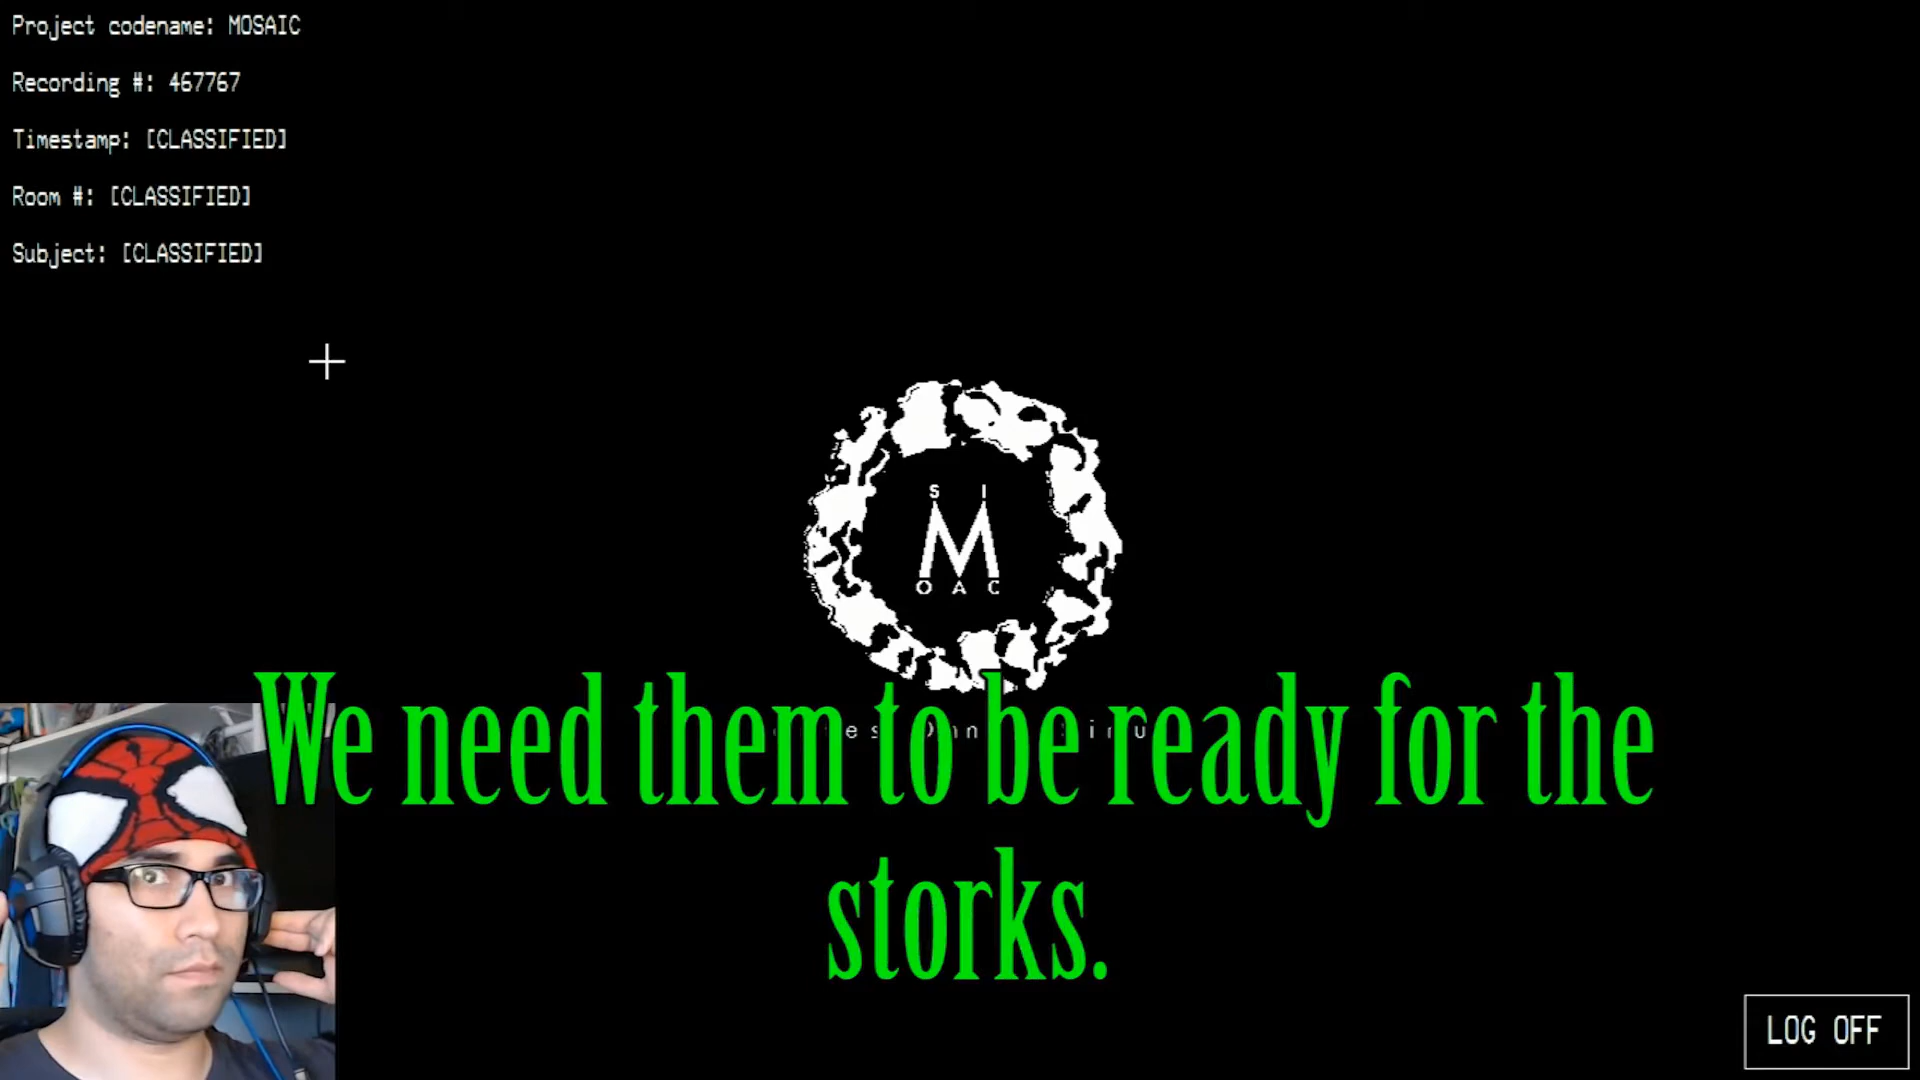 Project codename: MOSAIC
Recording #: 467767
Timestamp: [CLASSIFIED]
Room #: [CLASSIFIED]
Subject: [CLASSIFIED]
S I
M
O A C
We need them to be ready for the
storks.
LOG OFF